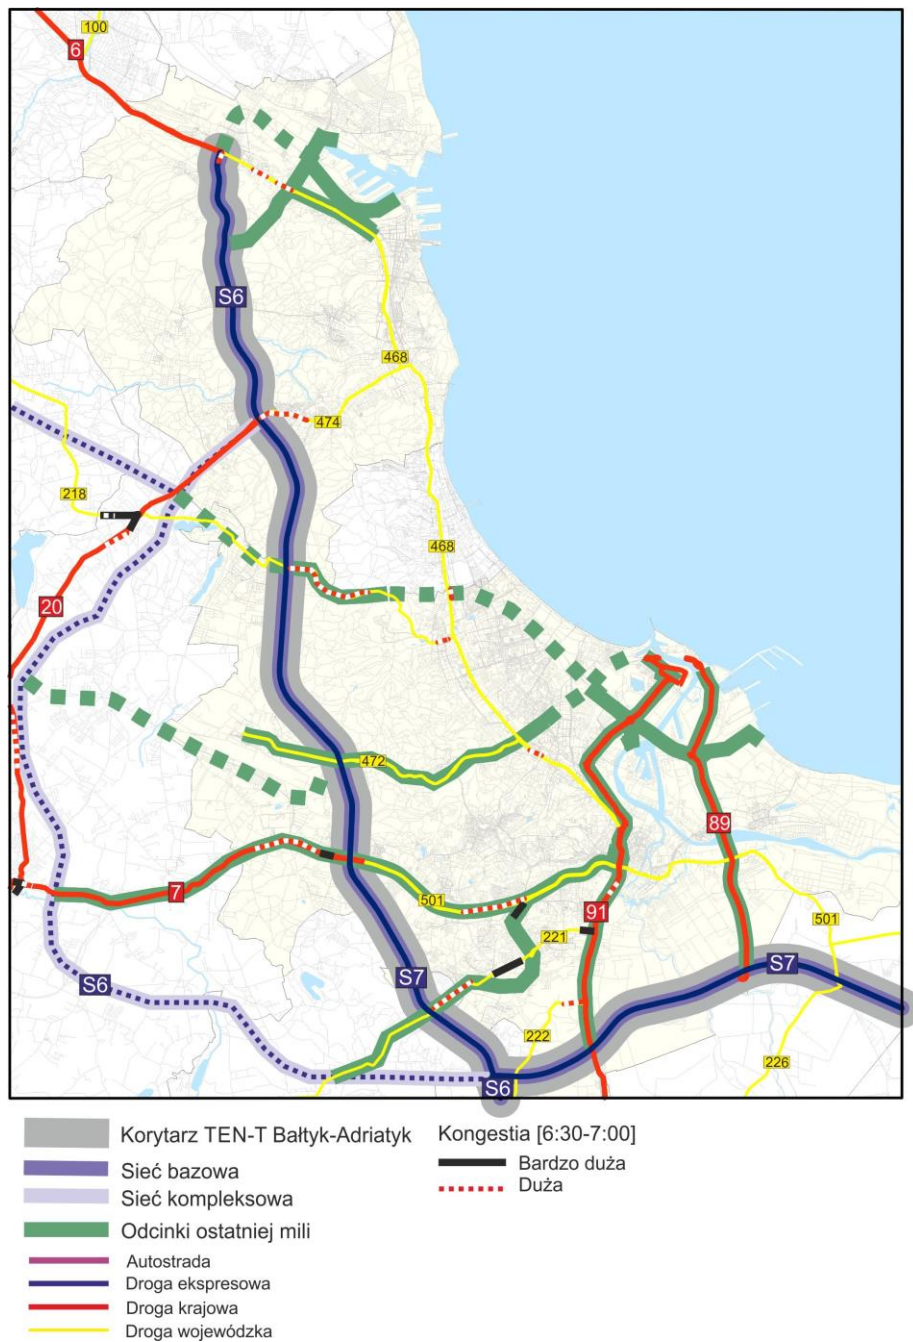 100
6
S6
468
474
218
468
20
472
89
7
501
91
501
221
S7
S7
S6
222
226
S6
Korytarz TEN-T Bałtyk-Adriatyk
Sieć bazowa
Sieć kompleksowa
Odcinki ostatniej mili
Autostrada
Droga ekspresowa
Droga krajowa
Droga wojewódzka
Kongestia [6:30-7:00]
Bardzo duża
Duża